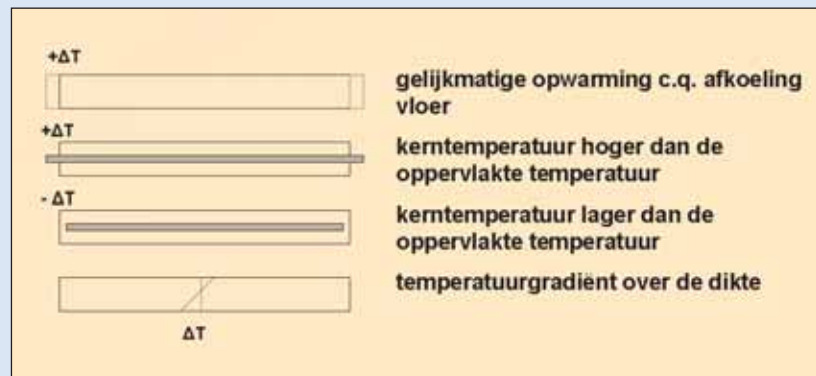 +ΔT
gelijkmatige opwarming c.q. afkoeling
vloer
+ΔT
kerntemperatuur hoger dan de
oppervlakte temperatuur
- ΔT
kerntemperatuur lager dan de
oppervlakte temperatuur
temperatuurgradiënt over de dikte
ΔT